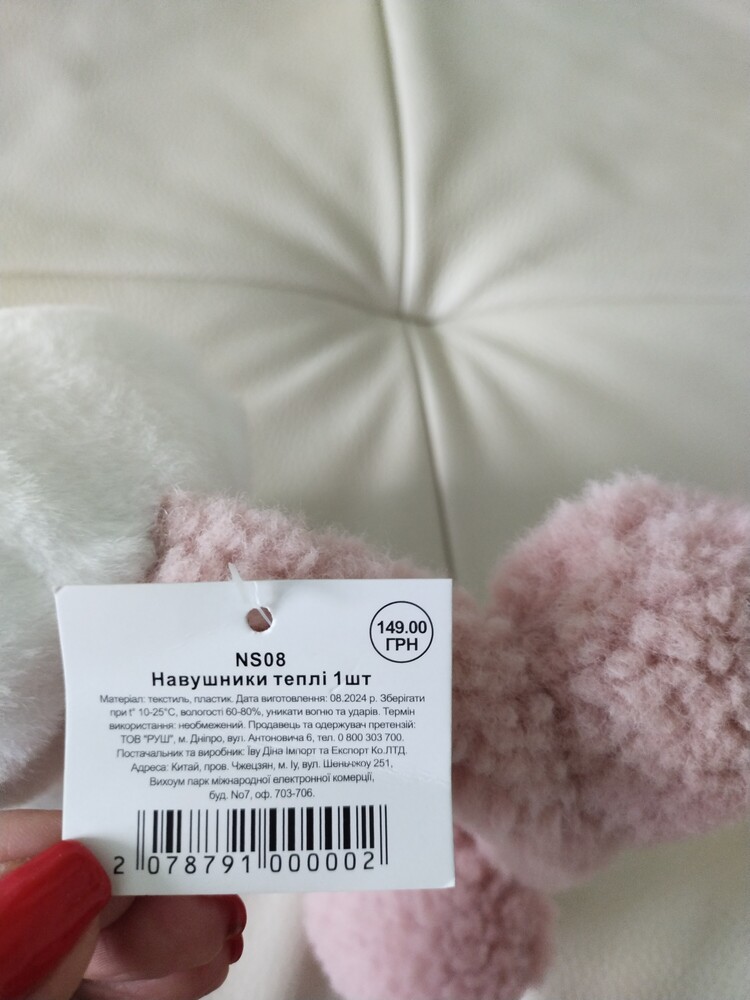 149.00
ГРН
NS08
Навушники теплі 1шт
Матеріал: текстиль, пластик. Дата виготовлення: 08.2024 р. Зберігати
при t° 10-25°С, вологості 60-80%, уникати вогню та ударів. Термін
використання: необмежений. Продавець та одержувач претензій:
ТОВ "РУШ", м. Дніпро, вул. Антоновича 6, тел. 0 800 303 700.
Постачальник та виробник: Їву Діна Імпорт та Експорт Ко.ЛТД.
Адреса: Китай, пров. Чжецзян, м. Іу, вул. Шеньчжоу 251,
Вихоум парк міжнародної електронної комерції,
буд. No7, оф. 703-706.
2 078791 000002